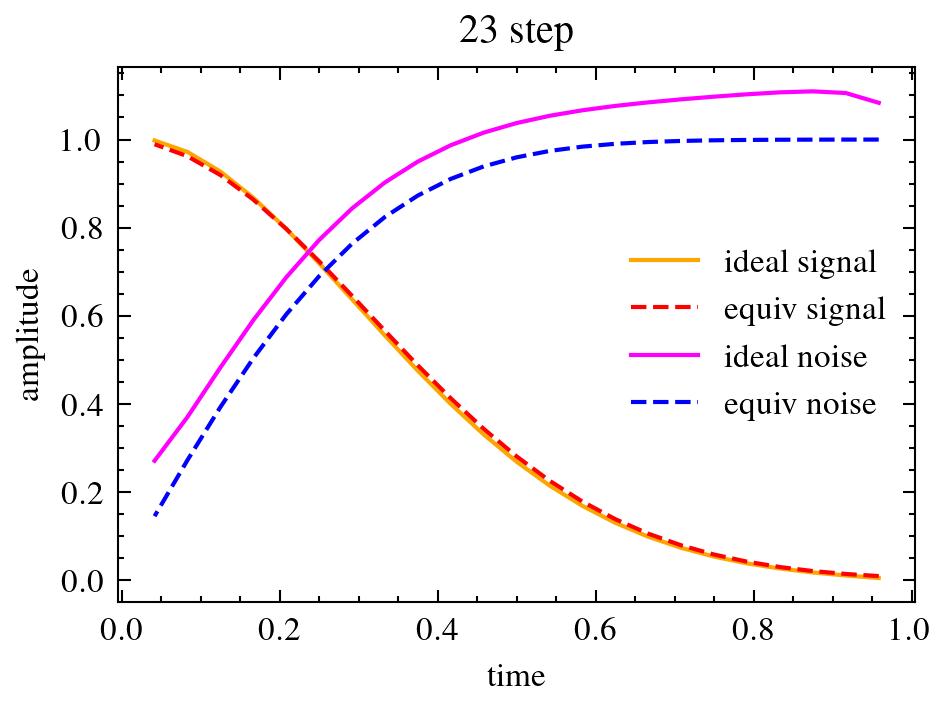 23 step
amplitude
1.0
0.8
0.6
0.4
0.2
0.0
ideal signal
equiv signal
ideal noise
equiv noise
0.0 0.2 0.4 0.6 0.8 1.0
time